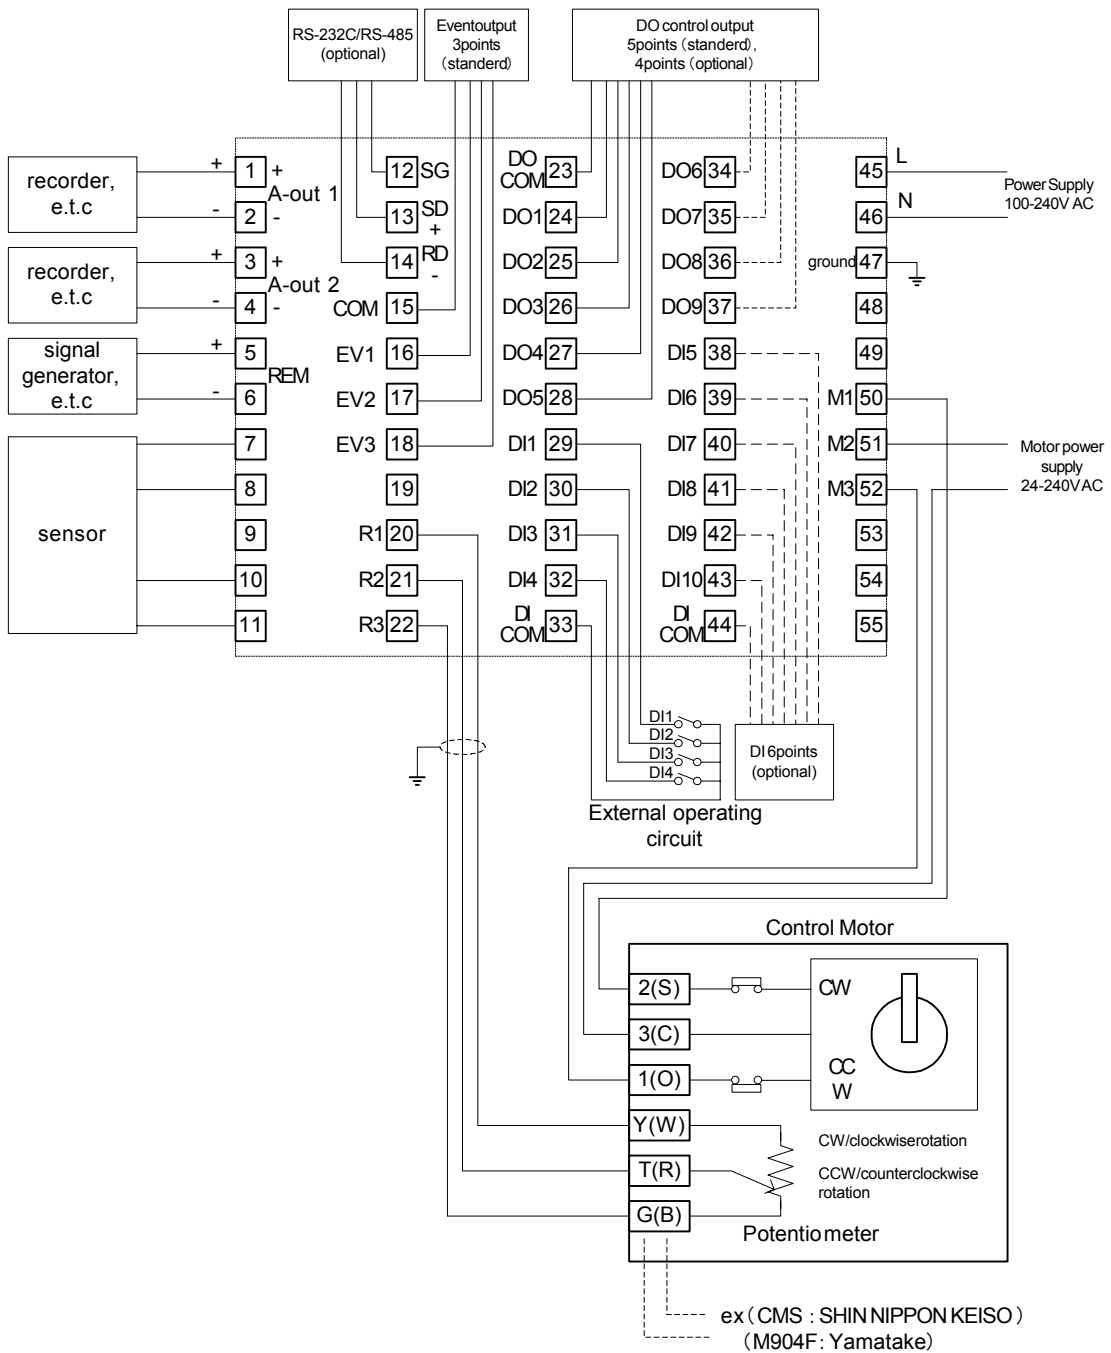 RS-232C/RS-485
(optional)
Eventoutput
3points
(standerd)
DO control output
5points (standerd),
4points (optional)
recorder,
e.t.c
+
-
1
+
A-out 1
2
-
recorder,
e.t.c
+
-
3
+
A-out 2
4
-
signal
generator,
e.t.c
+
-
5
REM
6
sensor
7
8
9
10
11
12 SG
13 SD
+
14 RD
-
COM 15
EV1 16
EV2 17
EV3 18
19
R1 20
R2 21
R3 22
DO
COM 23
DO1 24
DO2 25
DO3 26
DO4 27
DO5 28
DI1 29
DI2 30
DI3 31
DI4 32
DI
COM 33
DO6 34
DO7 35
DO8 36
DO9 37
DI5 38
DI6 39
DI7 40
DI8 41
DI9 42
DI10 43
DI
COM 44
45 L
46 N
Power Supply
100-240V AC
ground 47
48
49
M1 50
M2 51
M3 52
Motor power
supply
24-240V AC
53
54
55
DI1
DI2
DI3
DI4
External operating
circuit
DI 6points
(optional)
Control Motor
2(S)
CW
3(C)
1(O)
CC
W
Y(W)
T(R)
G(B)
CW/clockwiserotation
CCW/counterclockwise
rotation
Potentiometer
ex (CMS : SHIN NIPPON KEISO)
(M904F: Yamatake)